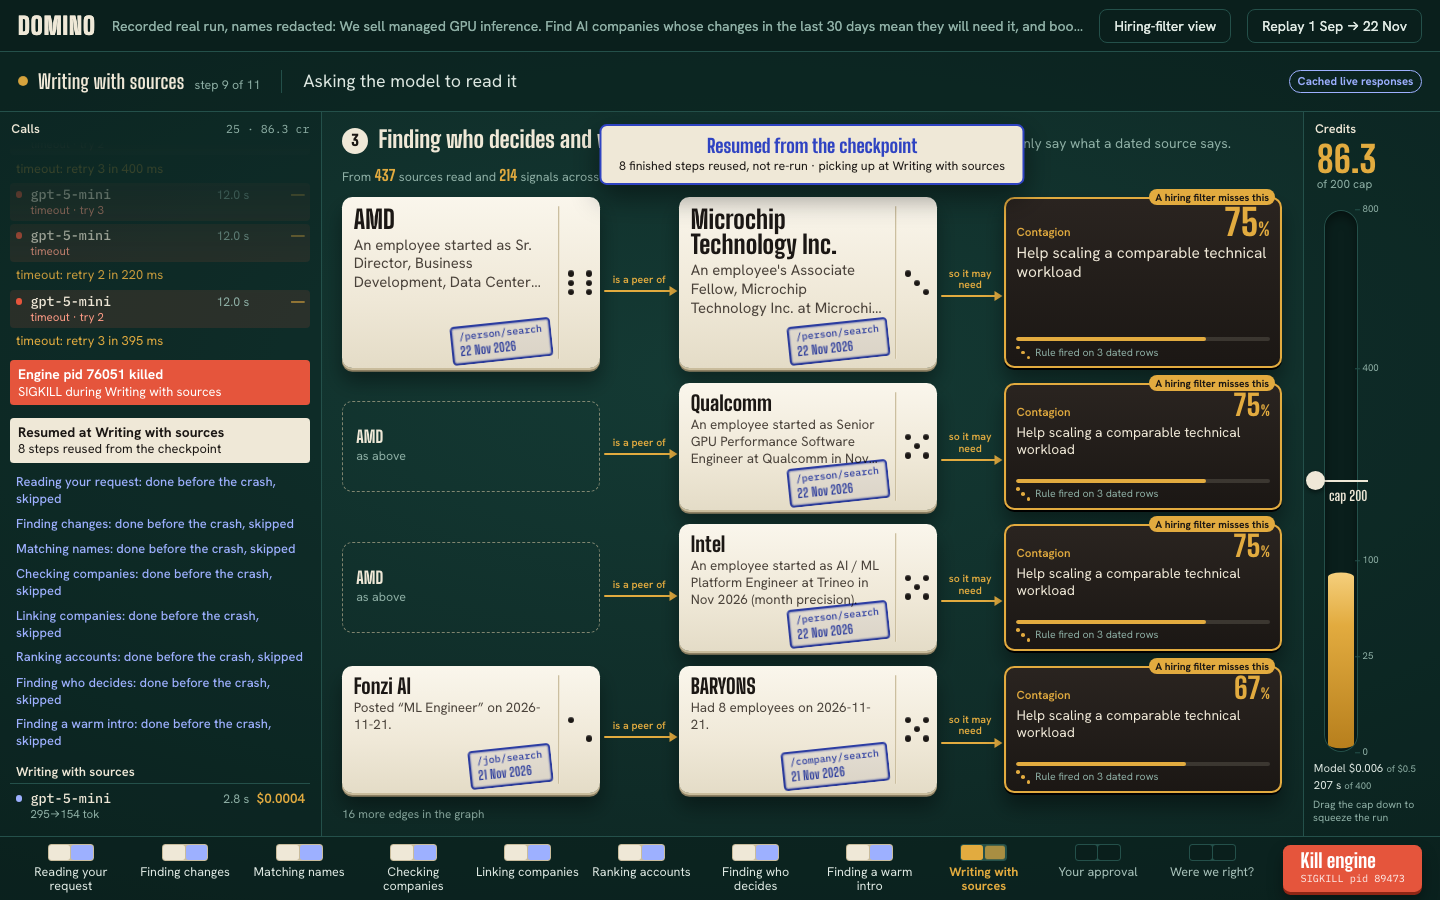 DOMINO
Recorded real run, names redacted: We sell managed GPU inference. Find AI companies whose changes in the last 30 days mean they will need it, and boo...
Hiring-filter view
Replay 1 Sep → 22 Nov
Writing with sources
step 9 of 11
Asking the model to read it
Cached live responses
Calls
25 · 86.3 cr
timeout: retry 3 in 400 ms
gpt-5-mini 12.0 s —
timeout · try 3
gpt-5-mini 12.0 s —
timeout
timeout: retry 2 in 220 ms
gpt-5-mini 12.0 s —
timeout · try 2
timeout: retry 3 in 395 ms
Engine pid 76051 killed
SIGKILL during Writing with sources
Resumed at Writing with sources
8 steps reused from the checkpoint
Reading your request: done before the crash,
skipped
Finding changes: done before the crash, skipped
Matching names: done before the crash, skipped
Checking companies: done before the crash,
skipped
Linking companies: done before the crash,
skipped
Ranking accounts: done before the crash, skipped
Finding who decides: done before the crash,
skipped
Finding a warm intro: done before the crash,
skipped
Writing with sources
gpt-5-mini 2.8 s $0.0004
295→154 tok
3 Finding who decides and
nly say what a dated source says.
From 437 sources read and 214 signals across
Resumed from the checkpoint
8 finished steps reused, not re-run · picking up at Writing with sources
AMD
An employee started as Sr.
Director, Business
Development, Data Center...
/person/search
22 Nov 2026
is a peer of
Microchip
Technology Inc.
An employee's Associate
Fellow, Microchip
Technology Inc. at Microchi...
/person/search
22 Nov 2026
so it may
need
A hiring filter misses this
75%
Contagion
Help scaling a comparable technical
workload
Rule fired on 3 dated rows
AMD
as above
is a peer of
Qualcomm
An employee started as Senior
GPU Performance Software
Engineer at Qualcomm in Nov...
/person/search
22 Nov 2026
so it may
need
A hiring filter misses this
75%
Contagion
Help scaling a comparable technical
workload
Rule fired on 3 dated rows
AMD
as above
is a peer of
Intel
An employee started as AI / ML
Platform Engineer at Trineo in
Nov 2026 (month precision).
/person/search
22 Nov 2026
so it may
need
A hiring filter misses this
75%
Contagion
Help scaling a comparable technical
workload
Rule fired on 3 dated rows
Fonzi AI
Posted “ML Engineer” on 2026-
11-21.
/job/search
21 Nov 2026
is a peer of
BARYONS
Had 8 employees on 2026-11-
21.
/company/search
21 Nov 2026
so it may
need
A hiring filter misses this
67%
Contagion
Help scaling a comparable technical
workload
Rule fired on 3 dated rows
16 more edges in the graph
Credits
86.3
of 200 cap
800
400
cap 200
100
25
0
Model $0.006 of $0.5
207 s of 400
Drag the cap down to
squeeze the run
Reading your
request
Finding changes
Matching names
Checking
companies
Linking companies
Ranking accounts
Finding who
decides
Finding a warm
intro
Writing with
sources
Your approval
Were we right?
Kill engine
SIGKILL pid 89473